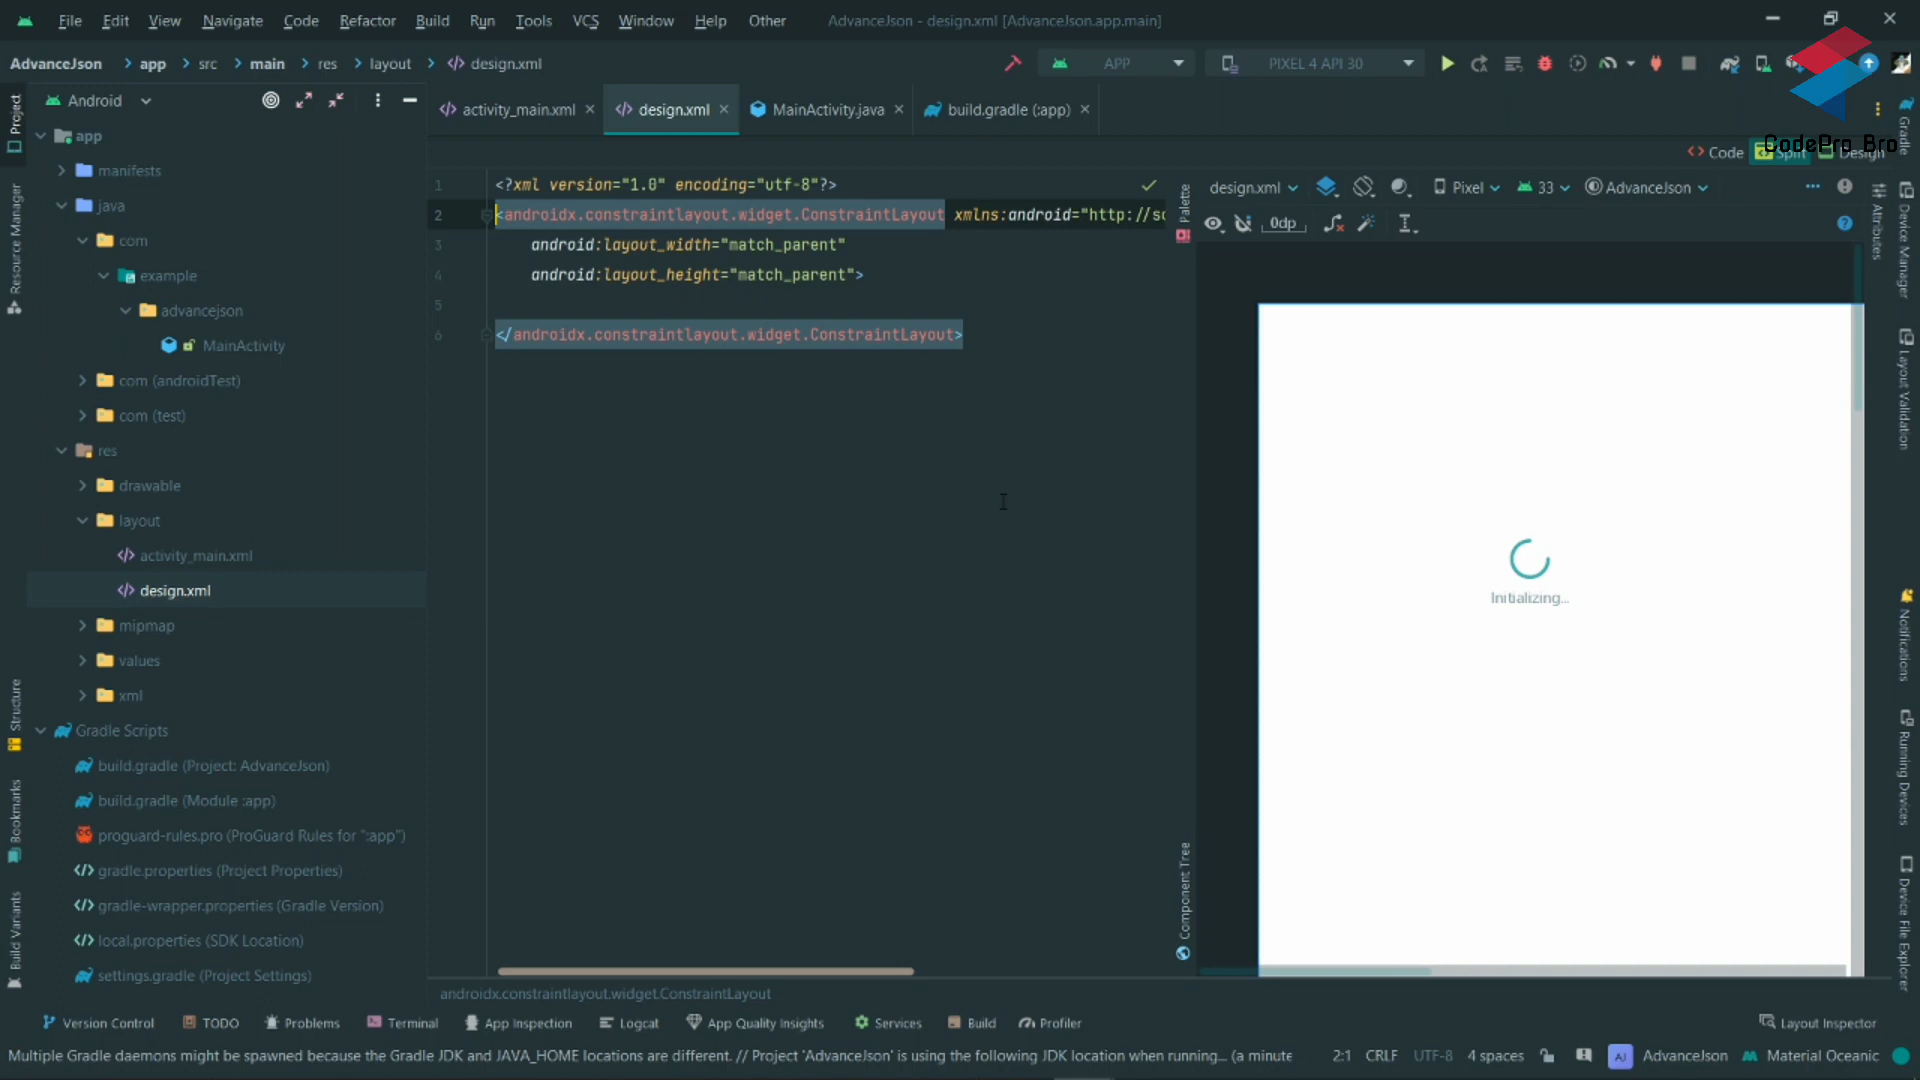 File Edit View Navigate Code Refactor Build Run Tools VCS Window Help Other AdvanceJson - design.xml [AdvanceJson.app.main]
AdvanceJson app src main res layout design.xml APP PIXEL 4 API 30
Android
activity_main.xml design.xml MainActivity.java build.gradle (:app)
CodePro Bro
Code Split Design
Project
Resource Manager
Structure
Bookmarks
Build Variants
app
manifests
java
com
example
advancejson
MainActivity
com (androidTest)
com (test)
res
drawable
layout
activity_main.xml
design.xml
mipmap
values
xml
Gradle Scripts
build.gradle (Project: AdvanceJson)
build.gradle (Module :app)
proguard-rules.pro (ProGuard Rules for ":app")
gradle.properties (Project Properties)
gradle-wrapper.properties (Gradle Version)
local.properties (SDK Location)
settings.gradle (Project Settings)
1 <?xml version="1.0" encoding="utf-8"?>
2 <androidx.constraintlayout.widget.ConstraintLayout xmlns:android="http://sc
3 android:layout_width="match_parent"
4 android:layout_height="match_parent">
5
6 </androidx.constraintlayout.widget.ConstraintLayout>
androidx.constraintlayout.widget.ConstraintLayout
Palette
Component Tree
design.xml Pixel 33 AdvanceJson
0dp
Initializing...
Attributes
Gradle
Device Manager
Layout Validation
Notifications
Running Devices
Device File Explorer
Version Control TODO Problems Terminal App Inspection Logcat App Quality Insights Services Build Profiler Layout Inspector
Multiple Gradle daemons might be spawned because the Gradle JDK and JAVA_HOME locations are different. // Project 'AdvanceJson' is using the following JDK location when running... (a minute 2:1 CRLF UTF-8 4 spaces AJ AdvanceJson Material Oceanic